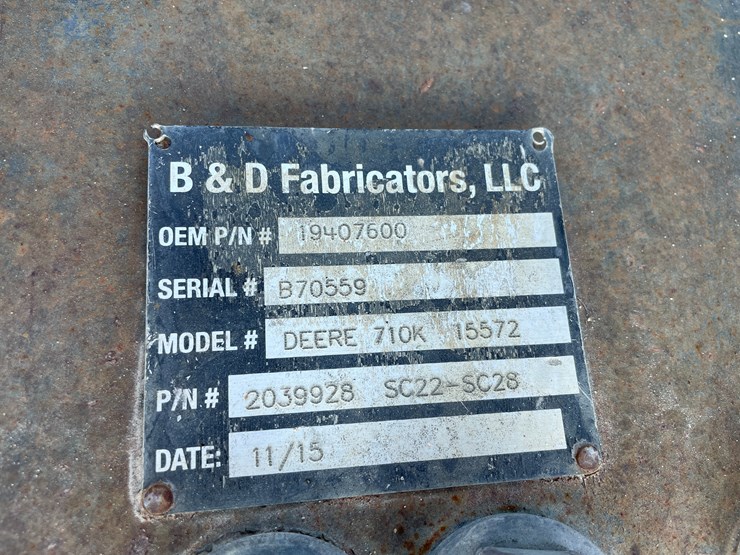 B & D Fabricators, LLC
OEM P/N # 19407600
SERIAL # B70559
MODEL # DEERE 710K 15572
P/N # 2039928 SC22-SC28
DATE: 11/15